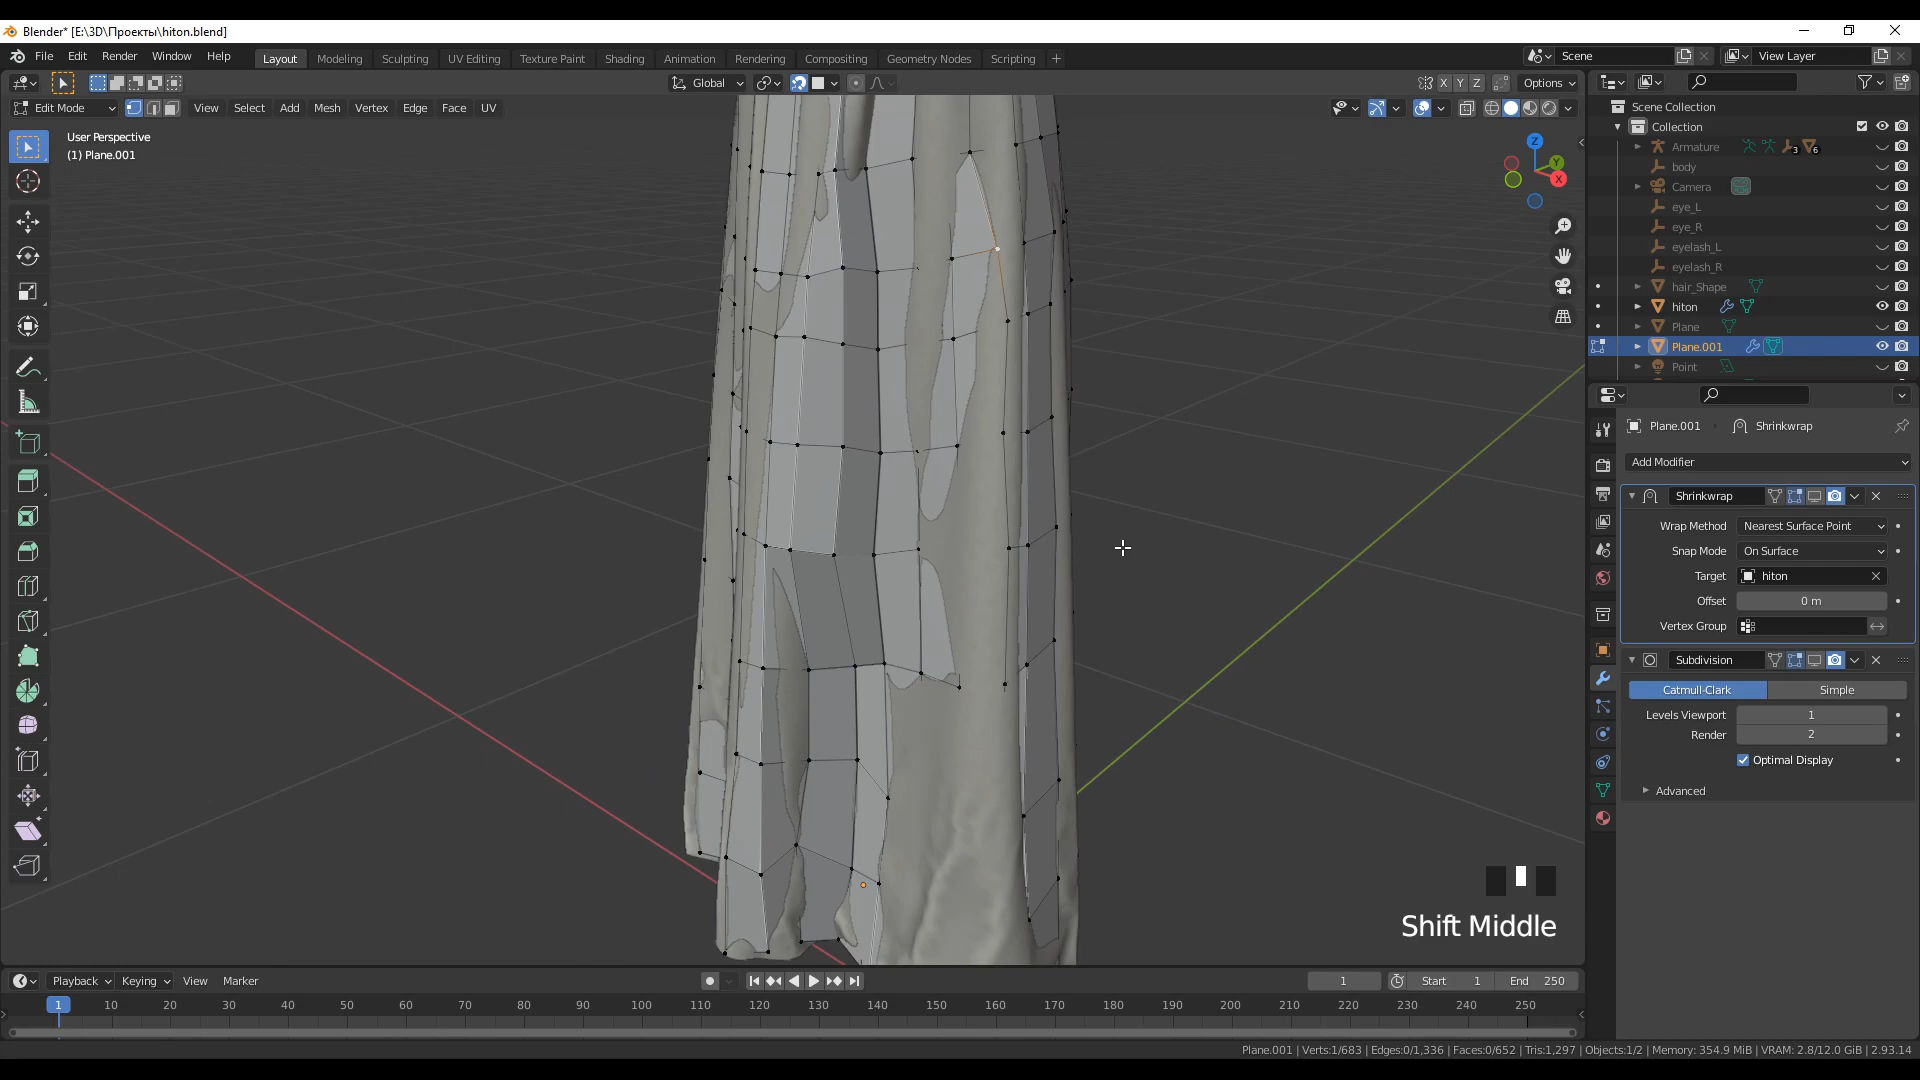 Blender* [E:\3D\Проекты\hiton.blend]
File Edit Render Window Help
Layout Modeling Sculpting UV Editing Texture Paint Shading Animation Rendering Compositing Geometry Nodes Scripting +
Scene
View Layer
Global
X Y Z
Options
Edit Mode
View Select Add Mesh Vertex Edge Face UV
User Perspective
(1) Plane.001
Z
Y
X
Scene Collection
Collection
Armature 3 6
body
Camera
eye_L
eye_R
eyelash_L
eyelash_R
hair_Shape
hiton
Plane
Plane.001
Point
Plane.001 Shrinkwrap
Add Modifier
Shrinkwrap
Wrap Method Nearest Surface Point
Snap Mode On Surface
Target hiton
Offset 0 m
Vertex Group
Subdivision
Catmull-Clark Simple
Levels Viewport 1
Render 2
Optimal Display
Advanced
Shift Middle
Playback Keying View Marker
1 Start 1 End 250
1 10 20 30 40 50 60 70 80 90 100 110 120 130 140 150 160 170 180 190 200 210 220 230 240 250
Plane.001 | Verts:1/683 | Edges:0/1,336 | Faces:0/652 | Tris:1,297 | Objects:1/2 | Memory: 354.9 MiB | VRAM: 2.8/12.0 GiB | 2.93.14